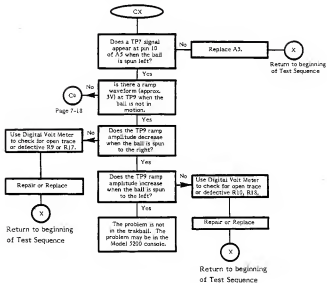 CX
Does a TP7 signal
appear at pin 10
of A5 when the ball
is spun left?
No
Replace A3.
X
Return to beginning
of Test Sequence
Yes
Is there a ramp
waveform (approx.
5V) at TP9 when the
ball is not in
motion.
No
Page 7-18
Yes
Does the TP9 ramp
amplitude decrease
when the ball is spun
to the right?
No
Use Digital Volt Meter
to check for open trace
or defective R9 or R17.
Repair or Replace
X
Return to beginning
of Test Sequence
Yes
Does the TP9 ramp
amplitude increase
when the ball is spun
to the left?
No
Use Digital Volt Meter
to check for open trace
or defective R10, R18,
Repair or Replace
X
Return to beginning
of Test Sequence
Yes
The problem is not
in the trakball. The
problem may be in the
Model 5200 console.